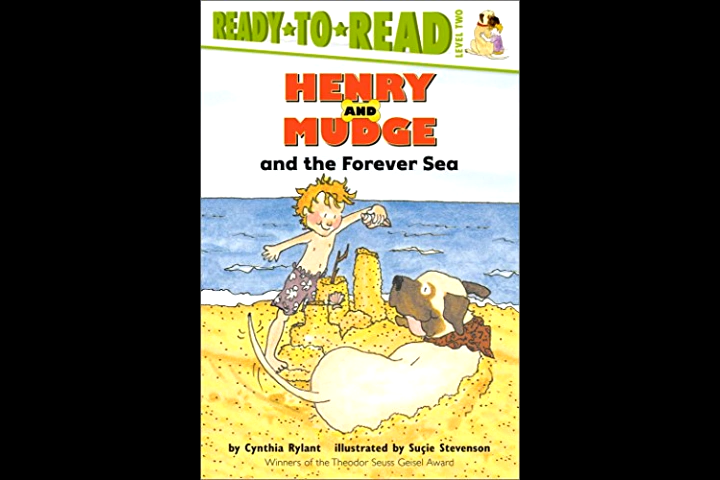 READY★TO★READ
LEVEL TWO
HENRY
AND
MUDGE
and the Forever Sea
by Cynthia Rylant illustrated by Suçie Stevenson
Winners of the Theodor Seuss Geisel Award